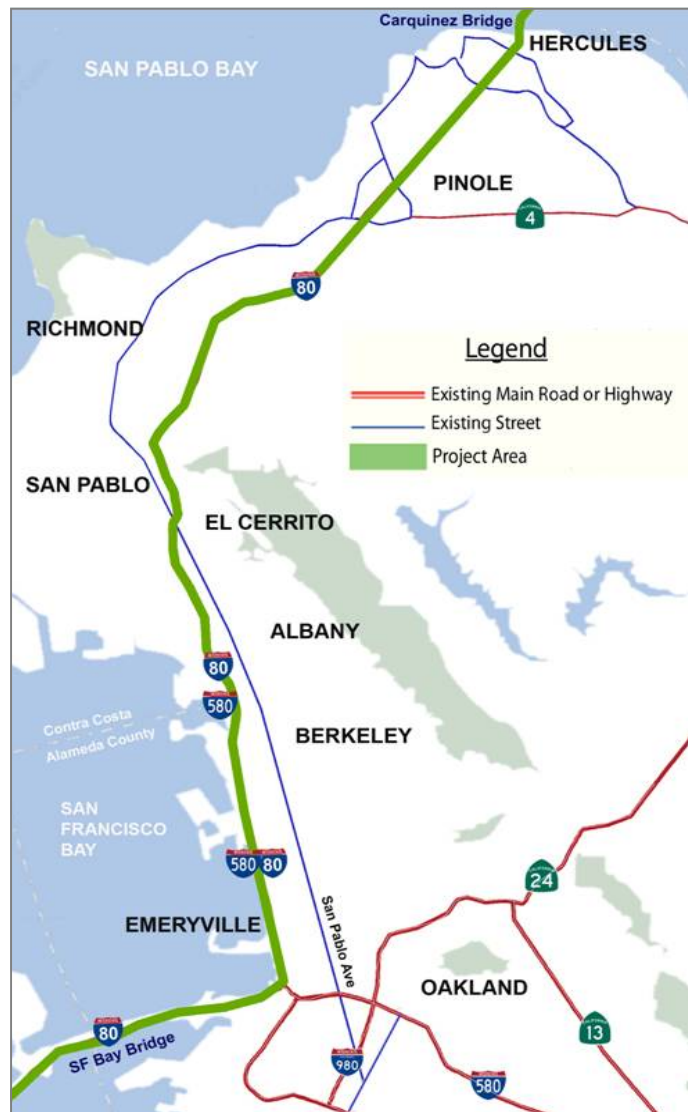 Carquinez Bridge
HERCULES
SAN PABLO BAY
PINOLE
CALIFORNIA
4
INTERSTATE
80
RICHMOND
Legend
Existing Main Road or Highway
Existing Street
Project Area
SAN PABLO
EL CERRITO
ALBANY
80
580
Contra Costa
Alameda County
BERKELEY
SAN
FRANCISCO
BAY
580
80
24
San Pablo Ave
EMERYVILLE
OAKLAND
80
SF Bay Bridge
13
980
580